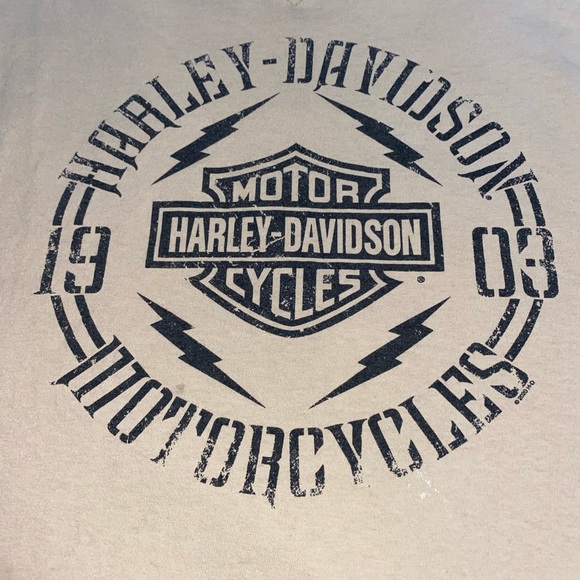 HARLEY-DAVIDSON
MOTOR
HARLEY-DAVIDSON
CYCLES
®
19 03
MOTORCYCLES